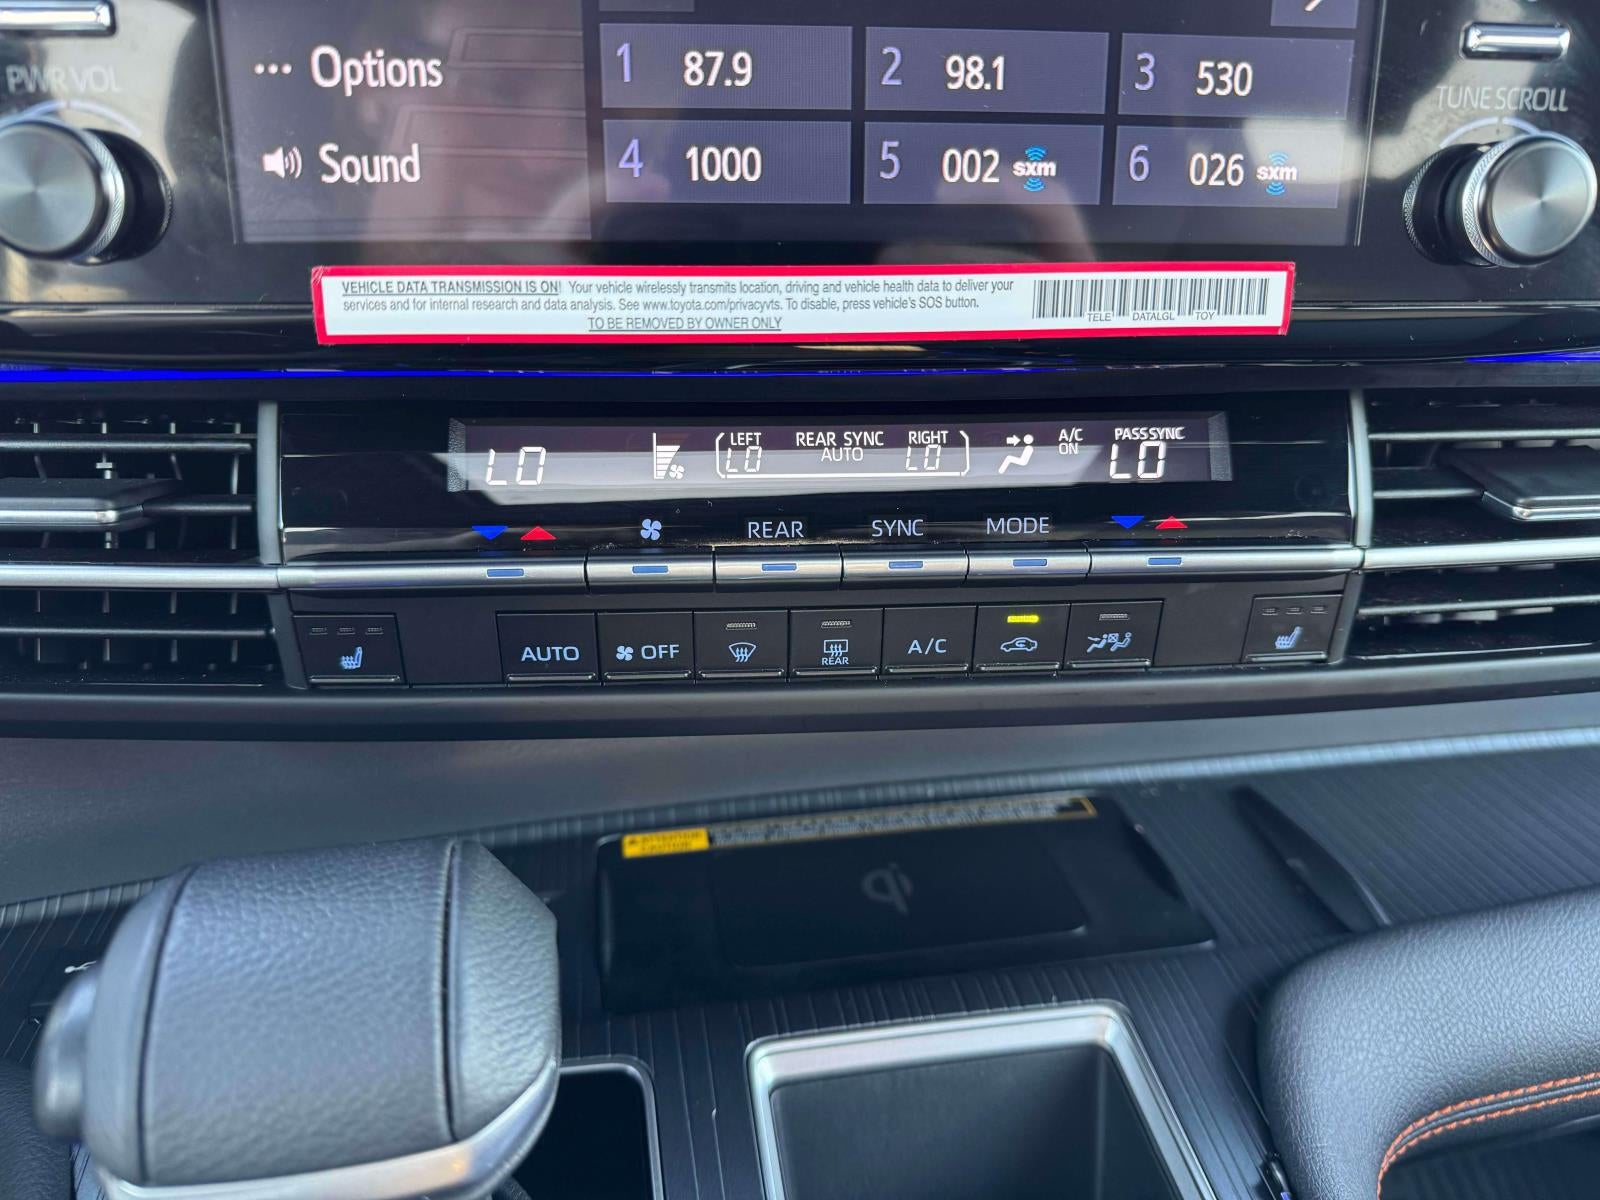 PWR VOL
... Options
1 87.9
2 98.1
3 530
TUNE SCROLL
Sound
4 1000
5 002 sxm
6 026 sxm
VEHICLE DATA TRANSMISSION IS ON! Your vehicle wirelessly transmits location, driving and vehicle health data to deliver your
services and for internal research and data analysis. See www.toyota.com/privacyvts. To disable, press vehicle's SOS button.
TO BE REMOVED BY OWNER ONLY
TELE DATALGL TOY
LO
LEFT
LO
REAR SYNC
AUTO
RIGHT
LO
A/C
ON
PASS SYNC
LO
REAR
SYNC
MODE
AUTO
OFF
REAR
A/C